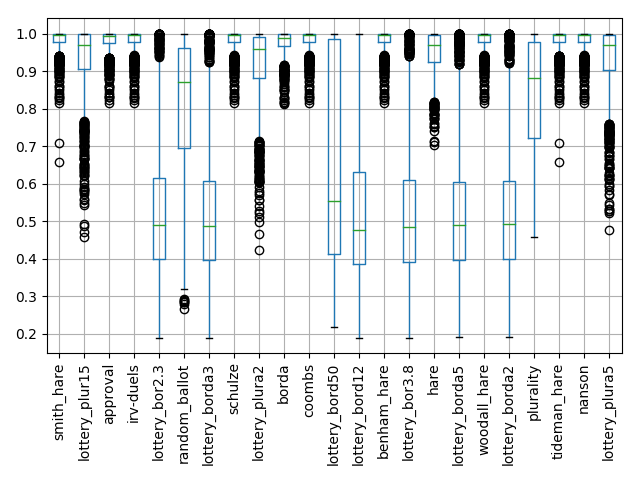 1.0
0.9
0.8
0.7
0.6
0.5
0.4
0.3
0.2
smith_hare
lottery_plur15
approval
irv-duels
lottery_bor2.3
random_ballot
lottery_borda3
schulze
lottery_plura2
borda
coombs
lottery_bord50
lottery_bord12
benham_hare
lottery_bor3.8
hare
lottery_borda5
woodall_hare
lottery_borda2
plurality
tideman_hare
nanson
lottery_plura5